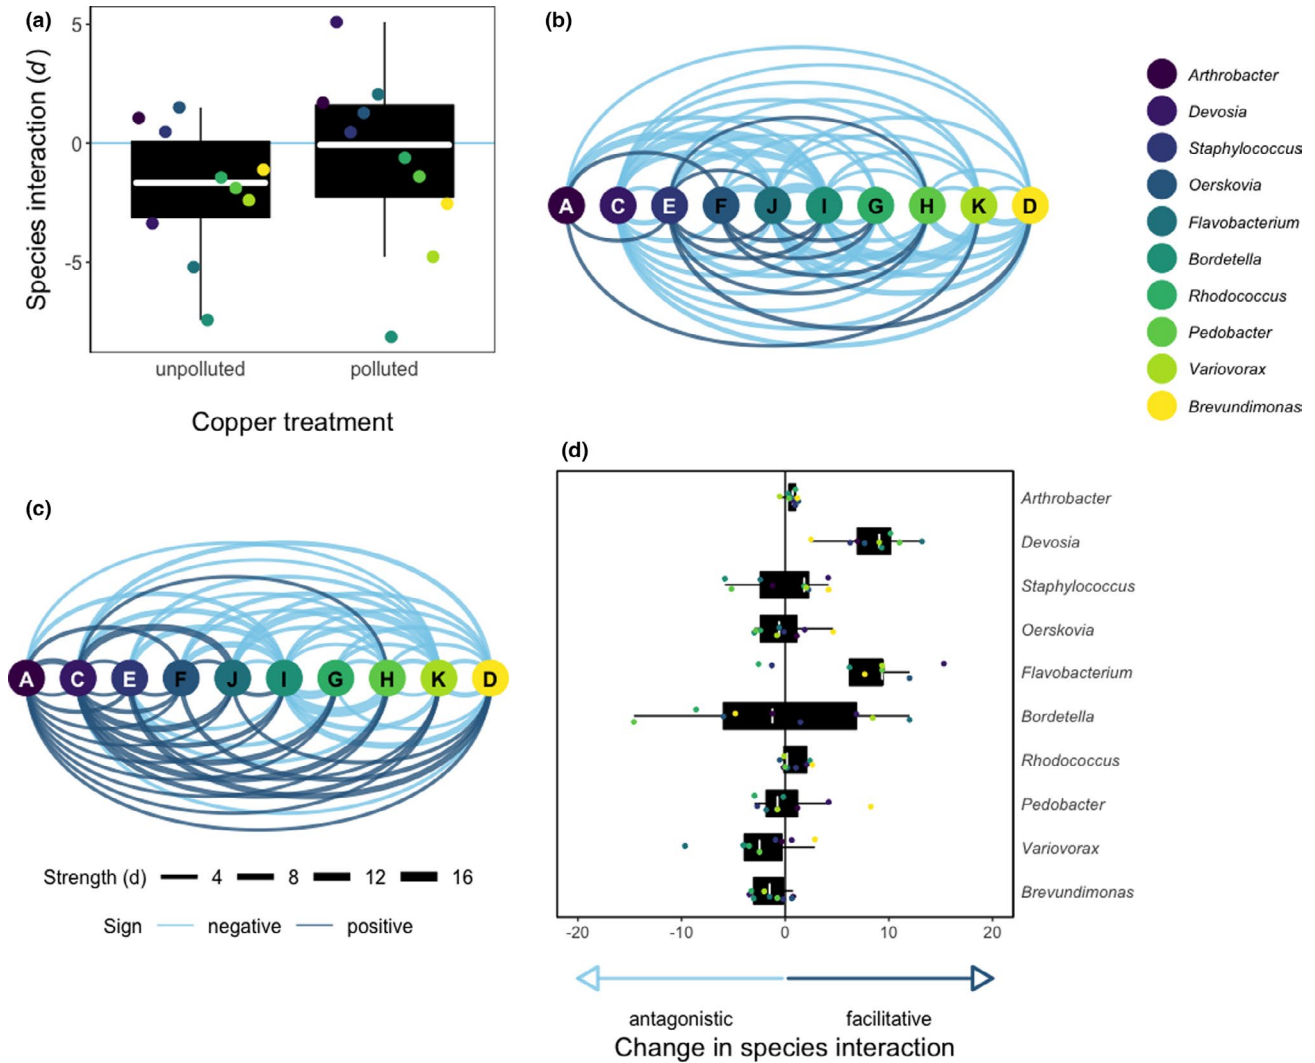 (a)
5
0
-5
Species interaction (d)
unpolluted
polluted
Copper treatment
(b)
A C E F J I G H K D
Arthrobacter
Devosia
Staphylococcus
Oerskovia
Flavobacterium
Bordetella
Rhodococcus
Pedobacter
Variovorax
Brevundimonas
(c)
A C E F J I G H K D
Strength (d) 4 8 12 16
Sign negative positive
(d)
Arthrobacter
Devosia
Staphylococcus
Oerskovia
Flavobacterium
Bordetella
Rhodococcus
Pedobacter
Variovorax
Brevundimonas
-20 -10 0 10 20
antagonistic facilitative
Change in species interaction